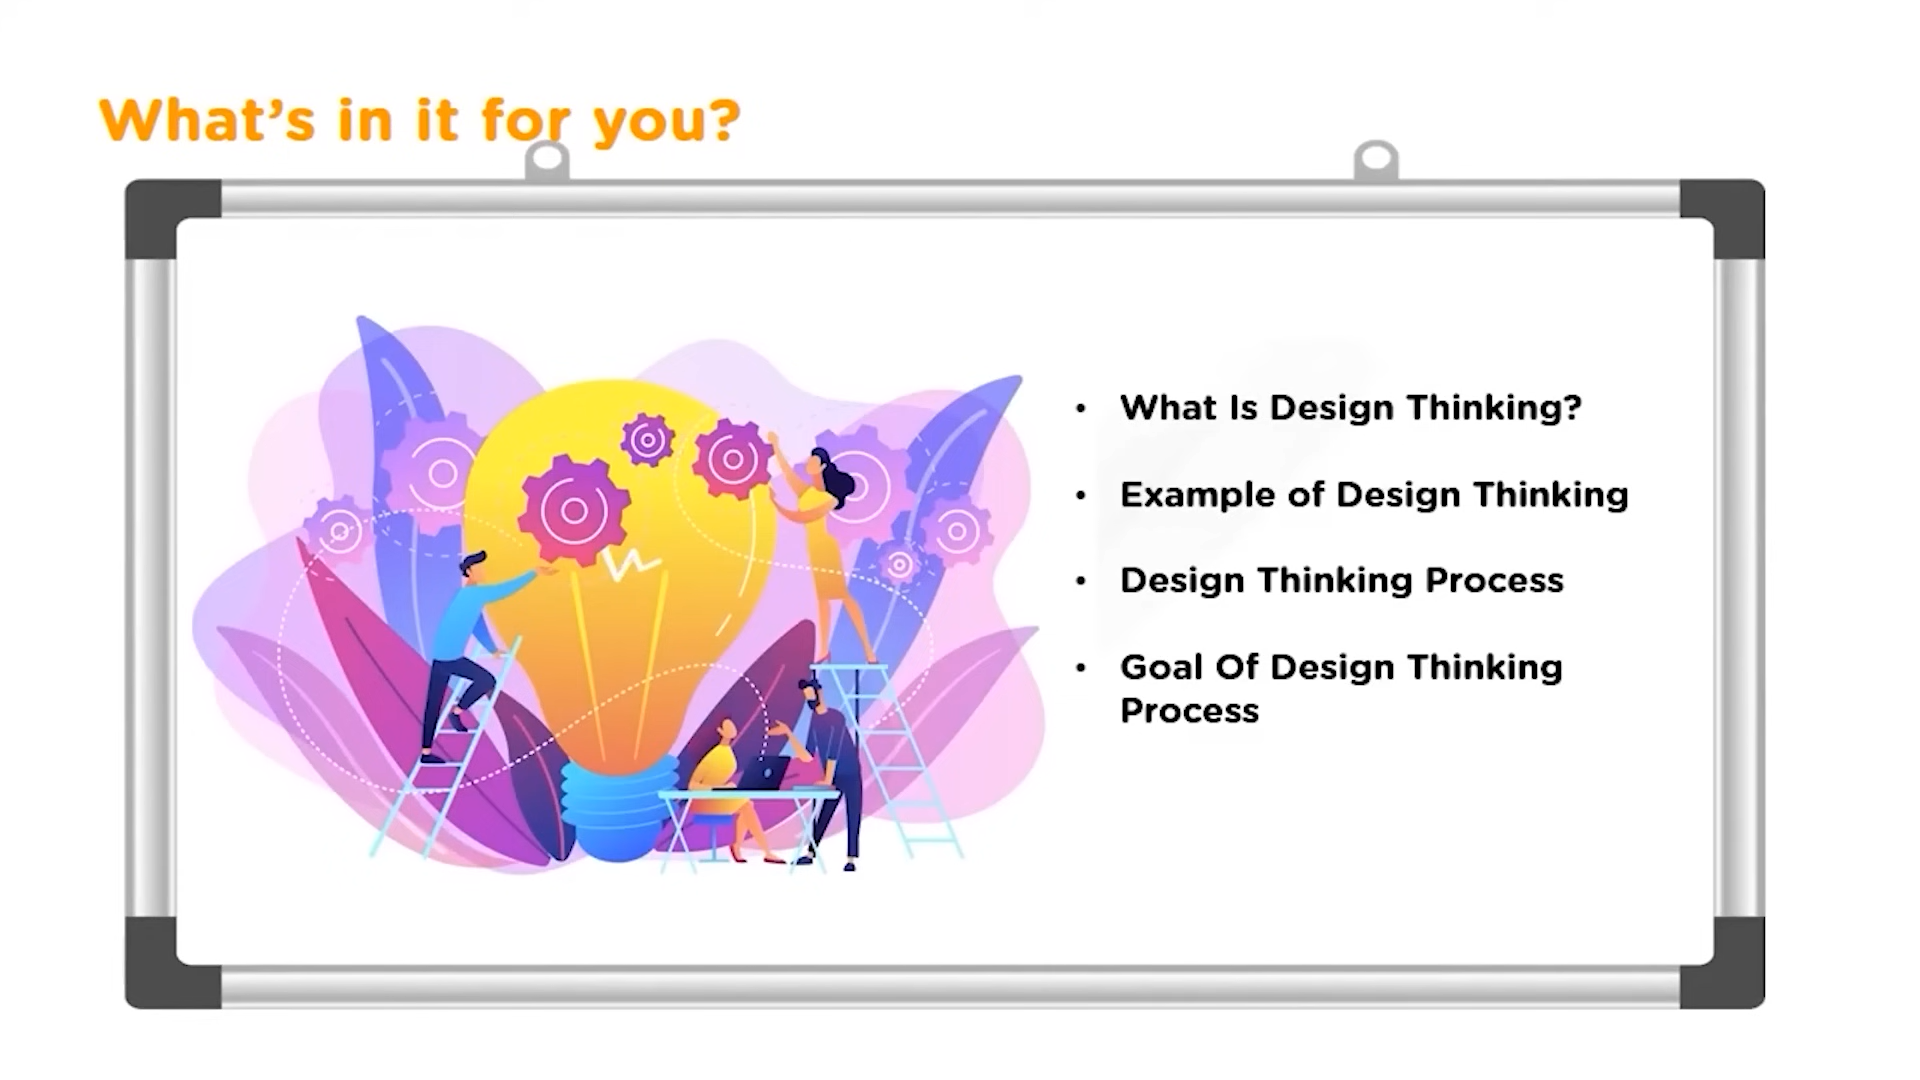 What's in it for you?
• What Is Design Thinking?
• Example of Design Thinking
• Design Thinking Process
• Goal Of Design Thinking
Process